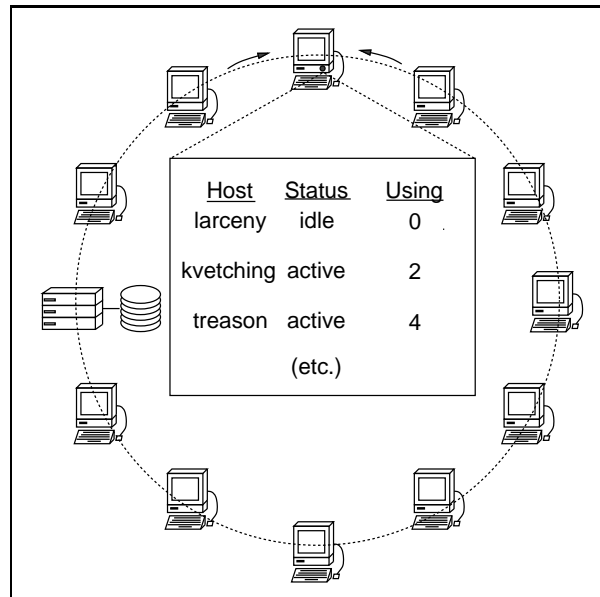 Host Status Using
larceny idle 0
kvetching active 2
treason active 4
(etc.)